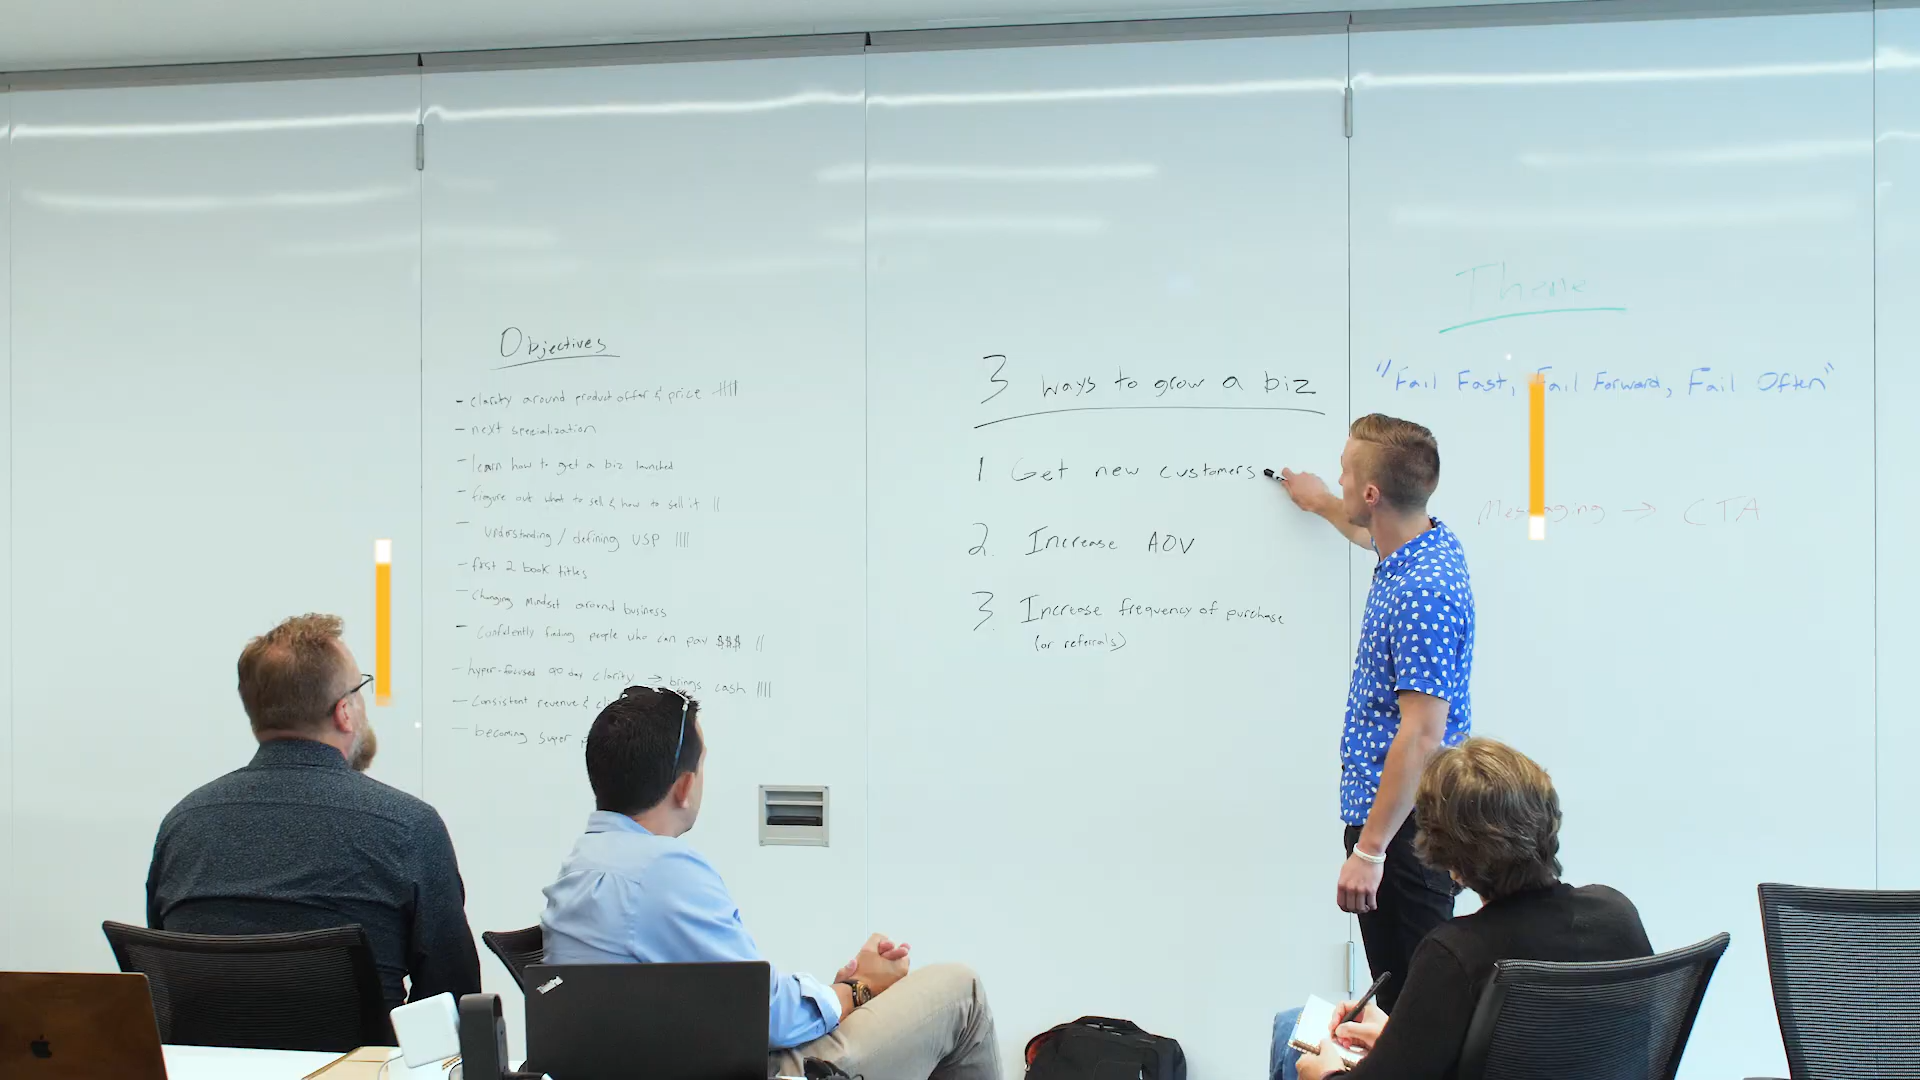 Objectives
- clarity around product offer & price
- next specialization
- learn how to get a biz launched
- fiegure out what to sell & how to sell it ||
- understanding / defining USP ||||
- first 2 book titles
- Changing mindset around business
- Confidently finding people who can pay $$$ ||
- hyper-focused 90 day clarity → brings cash ||||
- Consistent revenue &
- becoming super
3 ways to grow a biz
1 Get new customers
2. Increase AOV
3. Increase frequency of purchase
(or referrals)
Theme
"Fail Fast, Fail Forward, Fail Often"
Messaging → CTA
ThinkPad